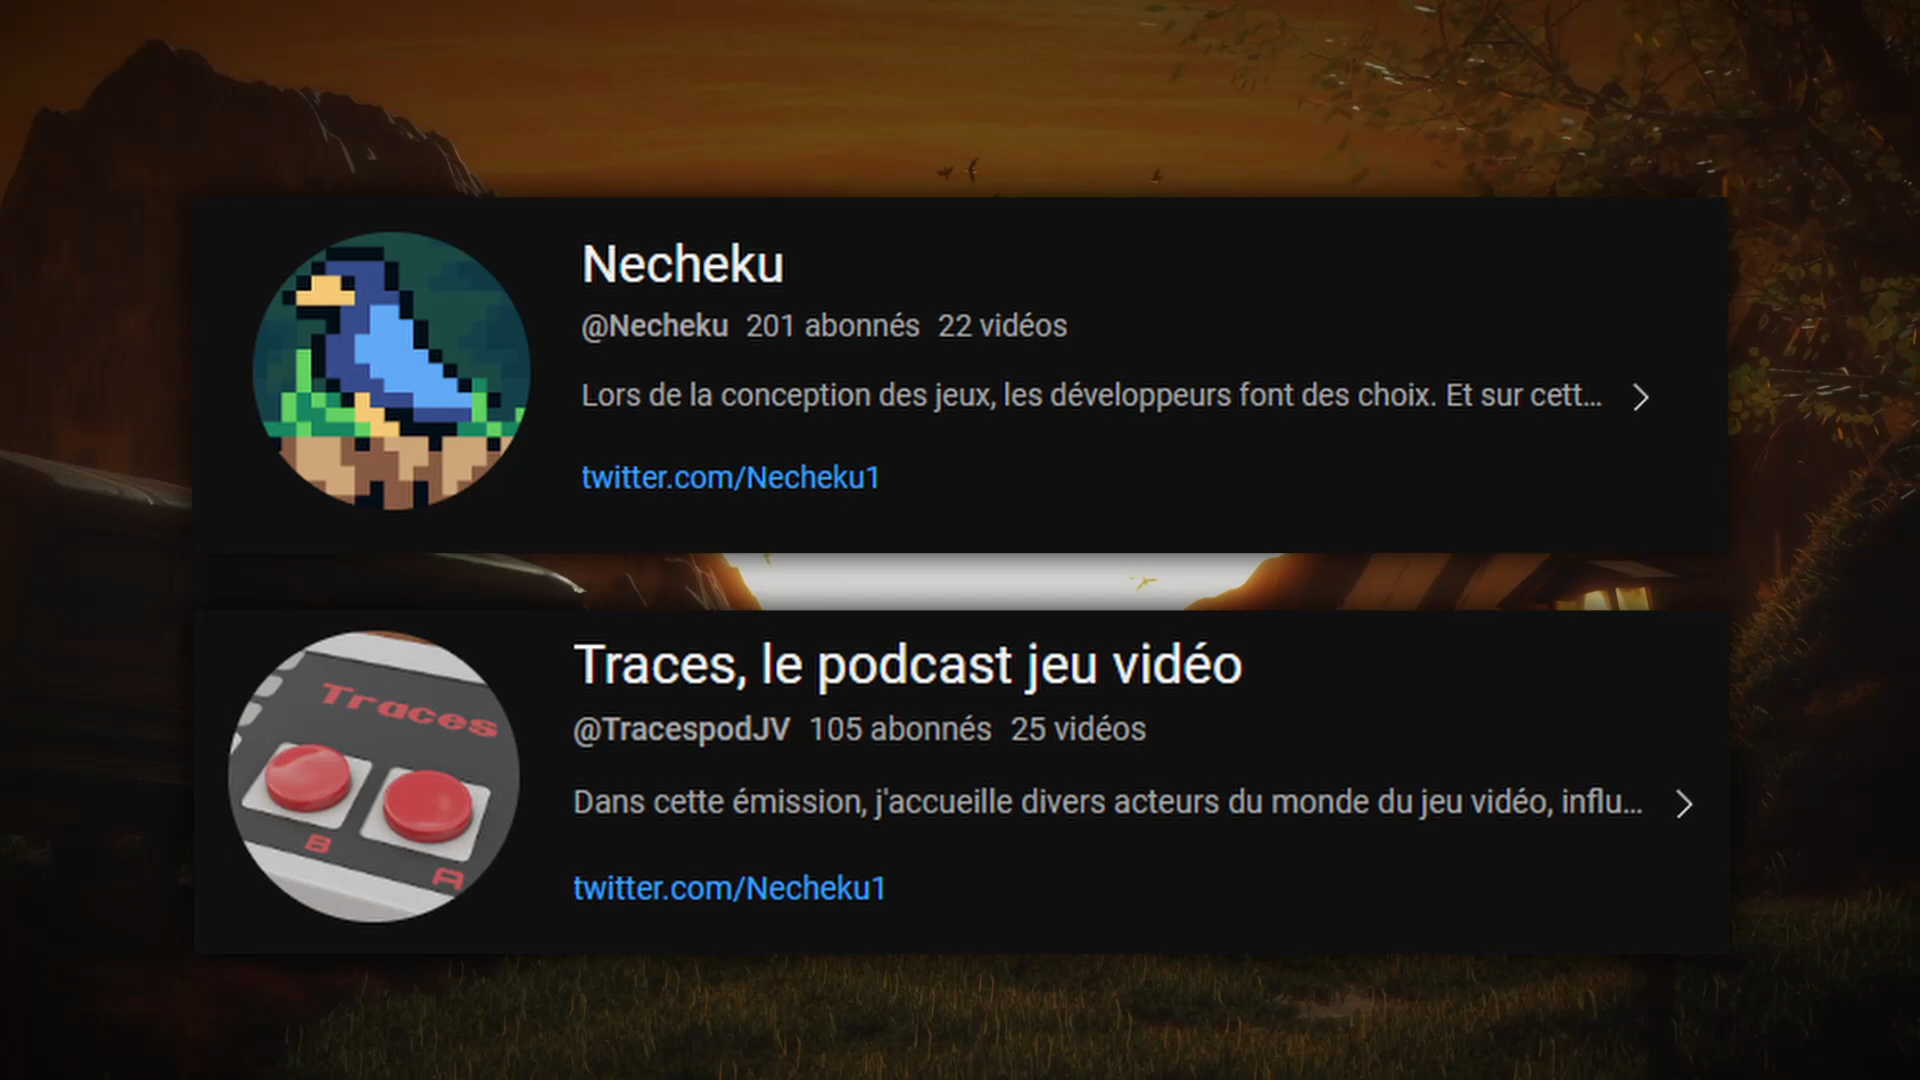 Necheku
@Necheku 201 abonnés 22 vidéos
Lors de la conception des jeux, les développeurs font des choix. Et sur cett...
twitter.com/Necheku1
Traces
B
A
Traces, le podcast jeu vidéo
@TracespodJV 105 abonnés 25 vidéos
Dans cette émission, j'accueille divers acteurs du monde du jeu vidéo, influ...
twitter.com/Necheku1